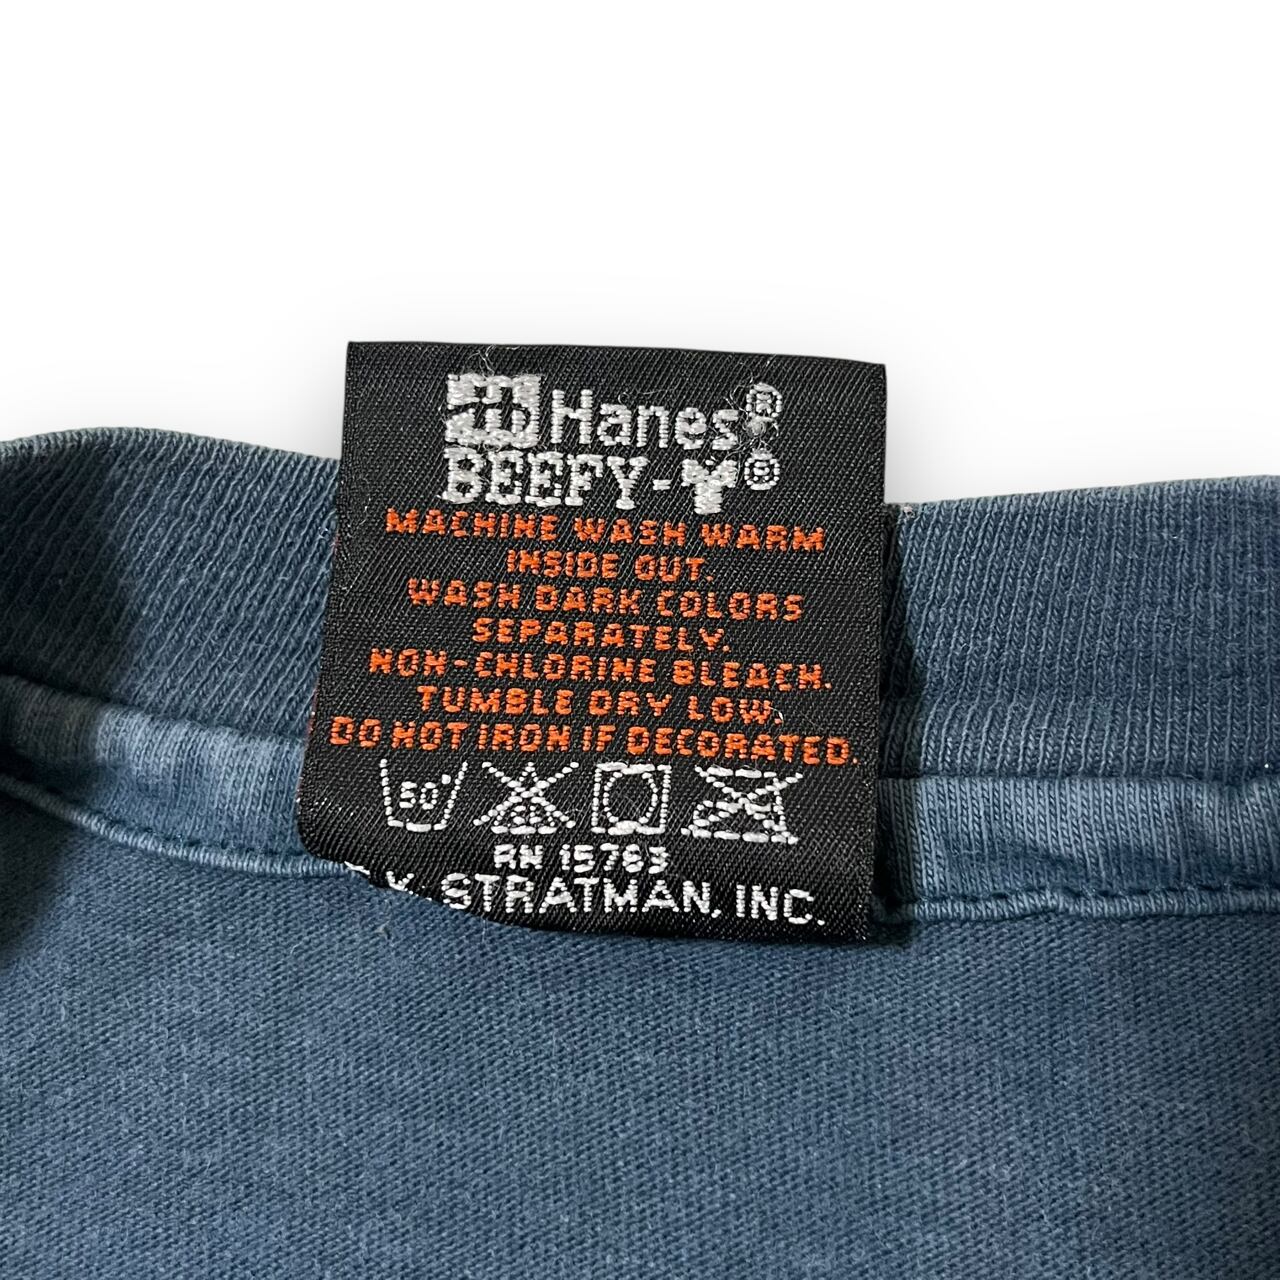 Hanes®
BEEFY-T®
MACHINE WASH WARM
INSIDE OUT.
WASH DARK COLORS
SEPARATELY.
NON-CHLORINE BLEACH.
TUMBLE DRY LOW.
DO NOT IRON IF DECORATED.
50°
RN 15763
STRATMAN, INC.